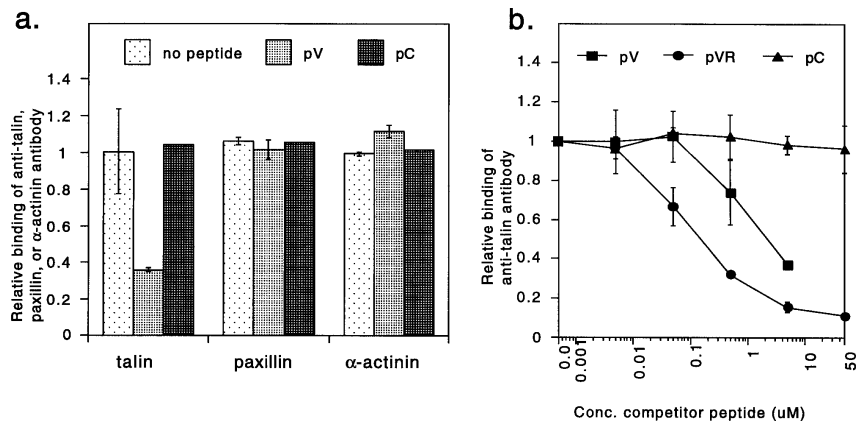 a.
Relative binding of anti-talin,
paxillin, or α-actinin antibody
no peptide
pV
pC
1.4
1.2
1
0.8
0.6
0.4
0.2
0
talin
paxillin
α-actinin
b.
Relative binding of
anti-talin antibody
pV
pVR
pC
1.4
1.2
1
0.8
0.6
0.4
0.2
0
0.0
0.001
0.01
0.1
1
10
50
Conc. competitor peptide (uM)